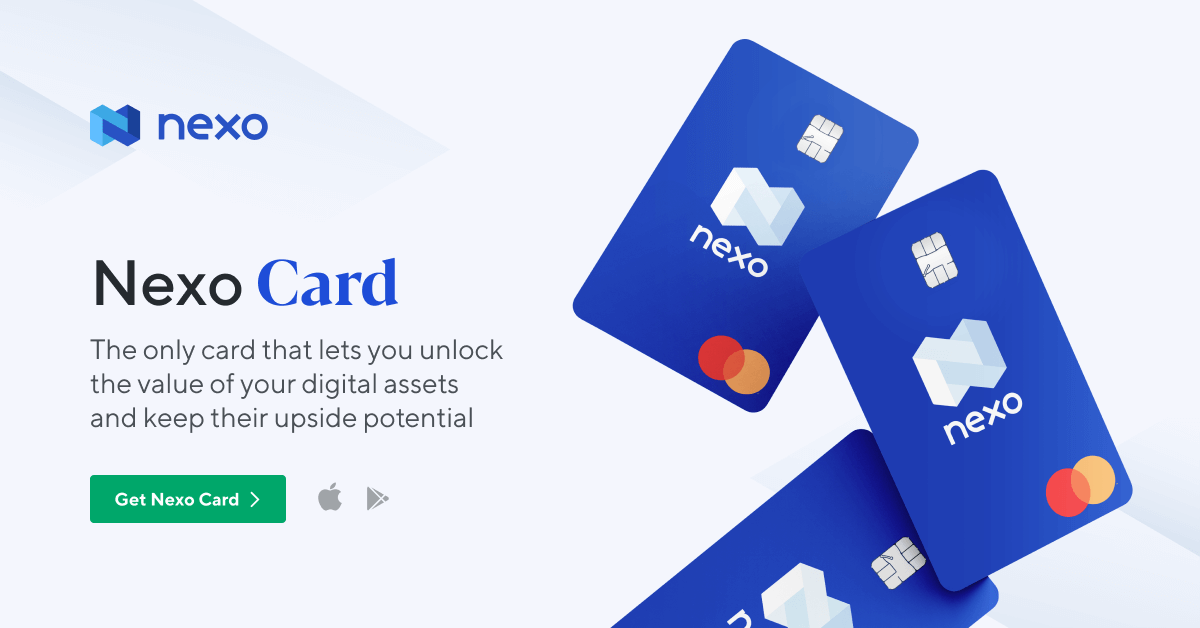 nexo
Nexo Card
The only card that lets you unlock
the value of your digital assets
and keep their upside potential
Get Nexo Card
nexo
nexo
n